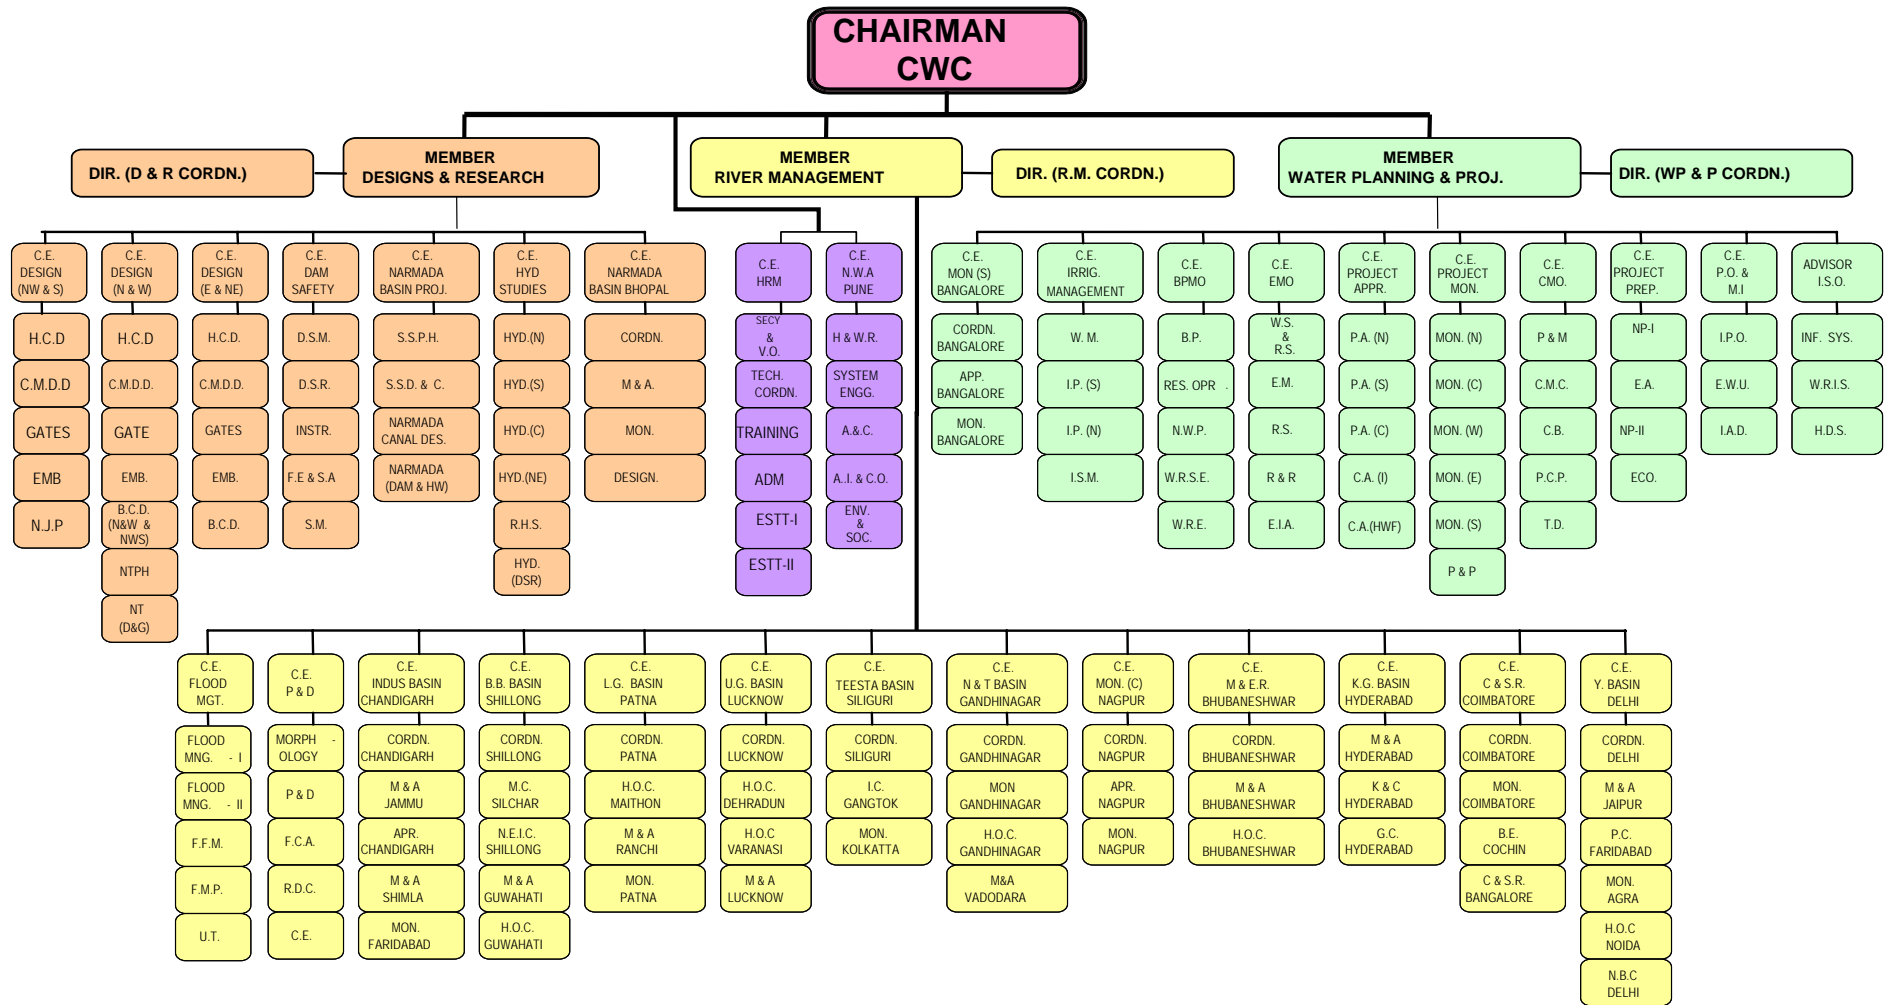 CHAIRMAN
CWC
DIR. (D & R CORDN.)
MEMBER
DESIGNS & RESEARCH
MEMBER
RIVER MANAGEMENT
DIR. (R.M. CORDN.)
MEMBER
WATER PLANNING & PROJ.
DIR. (WP & P CORDN.)
C.E.
DESIGN
(NW & S)
H.C.D
C.M.D.D
GATES
EMB
N.J.P
C.E.
DESIGN
(N & W)
H.C.D
C.M.D.D.
GATE
EMB.
B.C.D.
(N&W &
NWS)
NTPH
NT
(D&G)
C.E.
DESIGN
(E & NE)
H.C.D.
C.M.D.D.
GATES
EMB.
B.C.D.
C.E.
DAM
SAFETY
D.S.M.
D.S.R.
INSTR.
F.E & S.A
S.M.
C.E.
NARMADA
BASIN PROJ.
S.S.P.H.
S.S.D. & C.
NARMADA
CANAL DES.
NARMADA
(DAM & HW)
C.E.
HYD
STUDIES
HYD.(N)
HYD.(S)
HYD.(C)
HYD.(NE)
R.H.S.
HYD.
(DSR)
C.E.
NARMADA
BASIN BHOPAL
CORDN.
M & A.
MON.
DESIGN.
C.E.
HRM
SECY
&
V.O.
TECH.
CORDN.
TRAINING
ADM
ESTT-I
ESTT-II
C.E.
N.W.A
PUNE
H & W.R.
SYSTEM
ENGG.
A.&.C.
A..I. & C.O.
ENV.
&
SOC.
C.E.
MON (S)
BANGALORE
CORDN.
BANGALORE
APP.
BANGALORE
MON.
BANGALORE
C.E.
IRRIG.
MANAGEMENT
W. M.
I.P. (S)
I.P. (N)
I.S.M.
C.E.
BPMO
B.P.
RES. OPR .
N.W.P.
W.R.S.E.
W.R.E.
C.E.
EMO
W.S.
&
R.S.
E.M.
R.S.
R & R
E.I.A.
C.E.
PROJECT
APPR.
P.A. (N)
P.A. (S)
P.A. (C)
C.A. (I)
C.A.(HWF)
C.E.
PROJECT
MON.
MON. (N)
MON. (C)
MON. (W)
MON. (E)
MON. (S)
P & P
C.E.
CMO.
P & M
C.M.C.
C.B.
P.C.P.
T.D.
C.E.
PROJECT
PREP.
NP-I
E.A.
NP-II
ECO.
C.E.
P.O. &
M.I
I.P.O.
E.W.U.
I.A.D.
ADVISOR
I.S.O.
INF. SYS.
W.R.I.S.
H.D.S.
C.E.
FLOOD
MGT.
FLOOD
MNG. - I
FLOOD
MNG. - II
F.F.M.
F.M.P.
U.T.
C.E.
P & D
MORPH -
OLOGY
P & D
F.C.A.
R.D.C.
C.E.
C.E.
INDUS BASIN
CHANDIGARH
CORDN.
CHANDIGARH
M & A
JAMMU
APR.
CHANDIGARH
M & A
SHIMLA
MON.
FARIDABAD
C.E.
B.B. BASIN
SHILLONG
CORDN.
SHILLONG
M.C.
SILCHAR
N.E.I.C.
SHILLONG
M & A
GUWAHATI
H.O.C.
GUWAHATI
C.E.
L.G. BASIN
PATNA
CORDN.
PATNA
H.O.C.
MAITHON
M & A
RANCHI
MON.
PATNA
C.E.
U.G. BASIN
LUCKNOW
CORDN.
LUCKNOW
H.O.C.
DEHRADUN
H.O.C
VARANASI
M & A
LUCKNOW
C.E.
TEESTA BASIN
SILIGURI
CORDN.
SILIGURI
I.C.
GANGTOK
MON.
KOLKATTA
C.E.
N & T BASIN
GANDHINAGAR
CORDN.
GANDHINAGAR
MON
GANDHINAGAR
H.O.C.
GANDHINAGAR
M&A
VADODARA
C.E.
MON. (C)
NAGPUR
CORDN.
NAGPUR
APR.
NAGPUR
MON.
NAGPUR
C.E.
M & E.R.
BHUBANESHWAR
CORDN.
BHUBANESHWAR
M & A
BHUBANESHWAR
H.O.C.
BHUBANESHWAR
C.E.
K.G. BASIN
HYDERABAD
M & A
HYDERABAD
K & C
HYDERABAD
G.C.
HYDERABAD
C.E.
C & S.R.
COIMBATORE
CORDN.
COIMBATORE
MON.
COIMBATORE
B.E.
COCHIN
C & S.R.
BANGALORE
C.E.
Y. BASIN
DELHI
CORDN.
DELHI
M & A
JAIPUR
P.C.
FARIDABAD
MON.
AGRA
H.O.C
NOIDA
N.B.C
DELHI